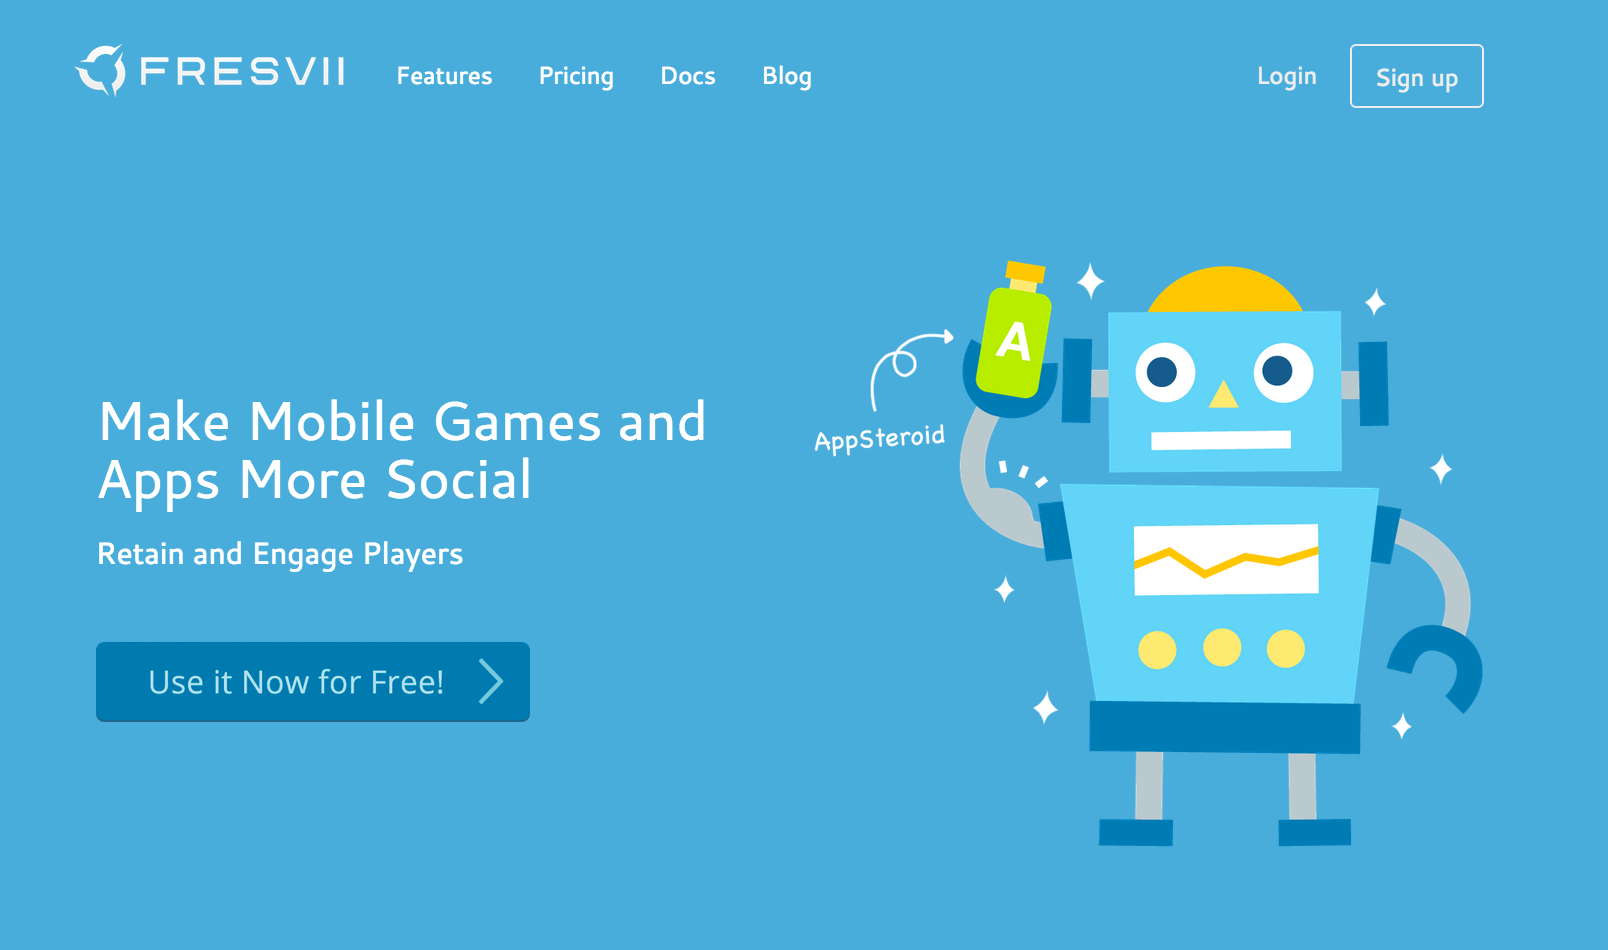 FRESVII
Features
Pricing
Docs
Blog
Login
Sign up
A
AppSteroid
Make Mobile Games and
Apps More Social
Retain and Engage Players
Use it Now for Free!